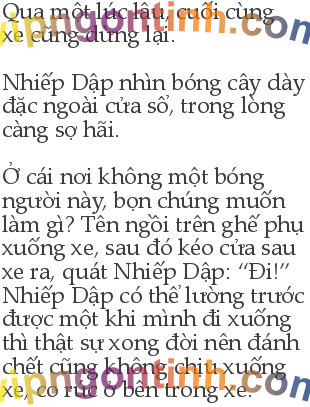 Qua một lúc lâu, cuối cùng
xe cũng dừng lại.
Nhiếp Dập nhìn bóng cây dày
đặc ngoài cửa sổ, trong lòng
càng sợ hãi.
Ở cái nơi không một bóng
người này, bọn chúng muốn
làm gì? Tên ngồi trên ghế phụ
xuống xe, sau đó kéo cửa sau
xe ra, quát Nhiếp Dập: “Đi!”
Nhiếp Dập có thể lường trước
được một khi mình đi xuống
thì thật sự xong đời nên đánh
chết cũng không chịu xuống
xe, co rúc ở bên trong xe.
vipngontinh.com
vipngontinh.com